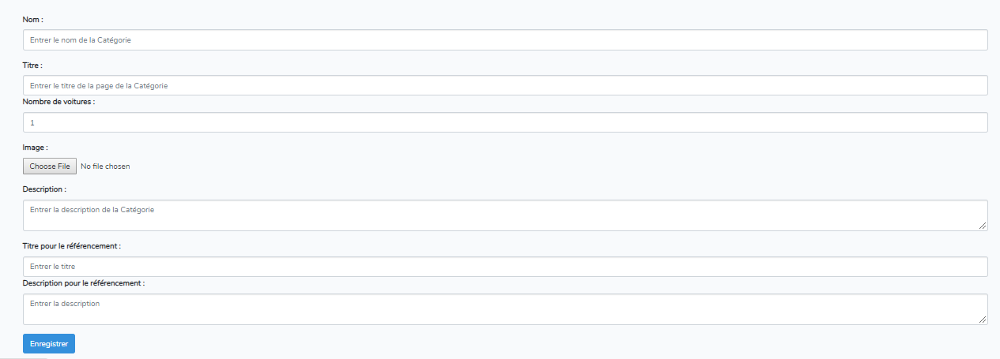 Nom :
Entrer le nom de la Catégorie
Titre :
Entrer le titre de la page de la Catégorie
Nombre de voitures :
1
Image :
Choose File No file chosen
Description :
Entrer la description de la Catégorie
Titre pour le référencement :
Entrer le titre
Description pour le référencement :
Entrer la description
Enregistrer